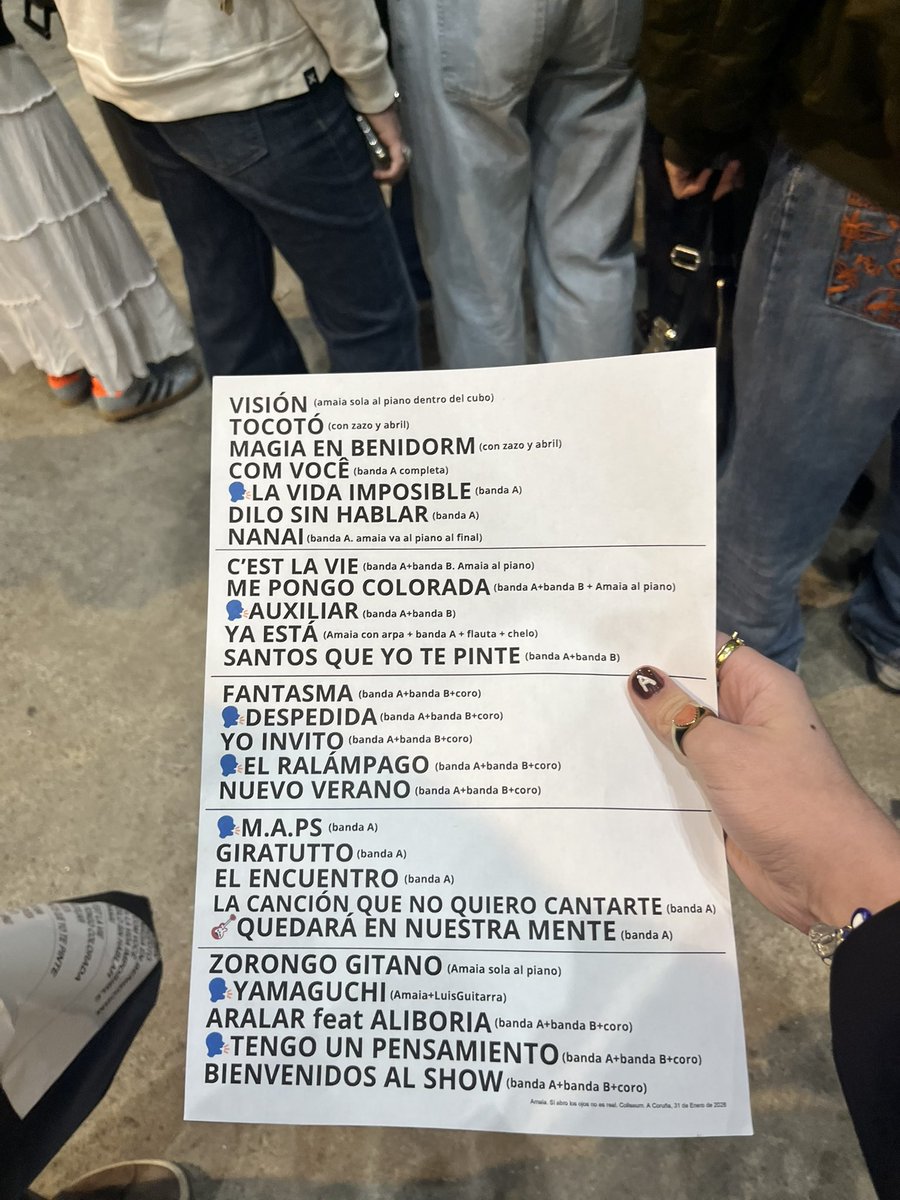 VISIÓN (amaia sola al piano dentro del cubo)
TOCOTÓ (con zazo y abril)
MAGIA EN BENIDORM (con zazo y abril)
COM VOCÊ (banda A completa)
LA VIDA IMPOSIBLE (banda A)
DILO SIN HABLAR (banda A)
NANAI (banda A. amaia va al piano al final)
C'EST LA VIE (banda A+banda B. Amaia al piano)
ME PONGO COLORADA (banda A+banda B + Amaia al piano)
AUXILIAR (banda A+banda B)
YA ESTÁ (Amaia con arpa + banda A + flauta + chelo)
SANTOS QUE YO TE PINTE (banda A+banda B)
FANTASMA (banda A+banda B+coro)
DESPEDIDA (banda A+banda B+coro)
YO INVITO (banda A+banda B+coro)
EL RALÁMPAGO (banda A+banda B+coro)
NUEVO VERANO (banda A+banda B+coro)
M.A.PS (banda A)
GIRATUTTO (banda A)
EL ENCUENTRO (banda A)
LA CANCIÓN QUE NO QUIERO CANTARTE (banda A)
QUEDARÁ EN NUESTRA MENTE (banda A)
ZORONGO GITANO (Amaia sola al piano)
YAMAGUCHI (Amaia+LuisGuitarra)
ARALAR feat ALIBORIA (banda A+banda B+coro)
TENGO UN PENSAMIENTO (banda A+banda B+coro)
BIENVENIDOS AL SHOW (banda A+banda B+coro)
Amaia. Si abro los ojos no es real. Coliseum. A Coruña, 31 de Enero de 2026
A